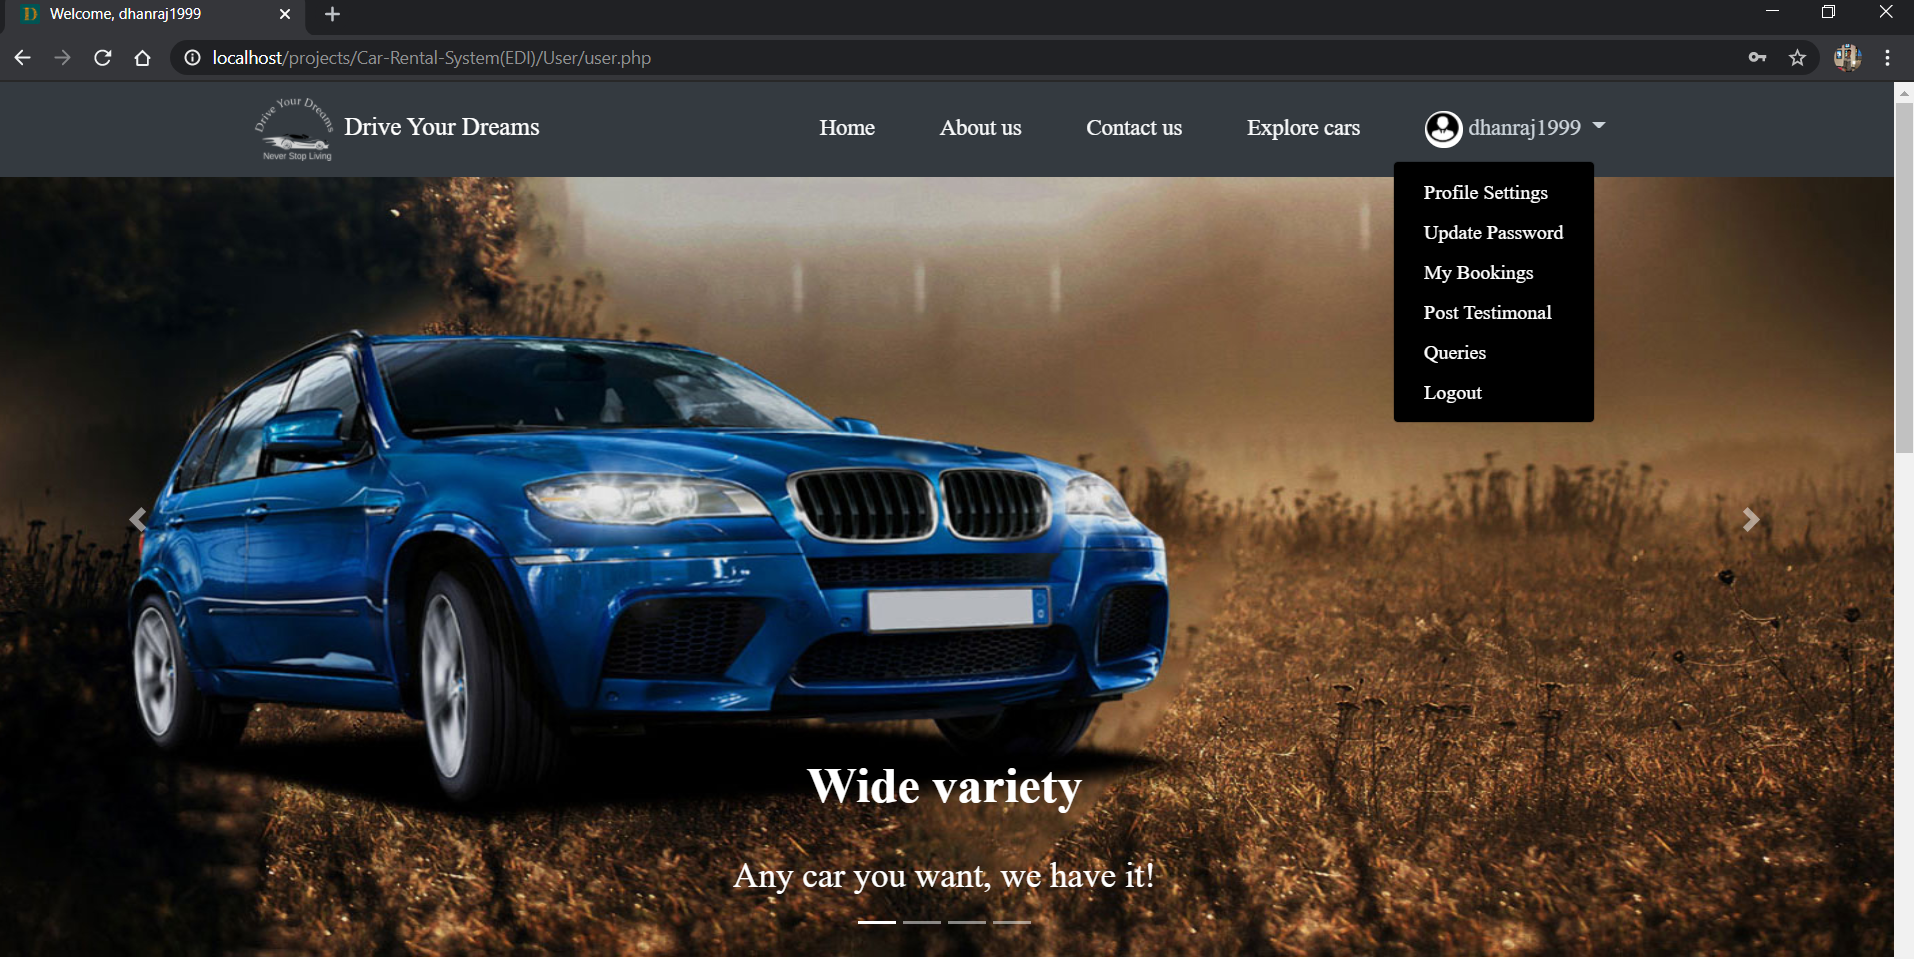 Welcome, dhanraj1999
localhost/projects/Car-Rental-System(EDI)/User/user.php
Drive Your Dreams
Never Stop Living
Drive Your Dreams
Home
About us
Contact us
Explore cars
dhanraj1999
Profile Settings
Update Password
My Bookings
Post Testimonal
Queries
Logout
Wide variety
Any car you want, we have it!